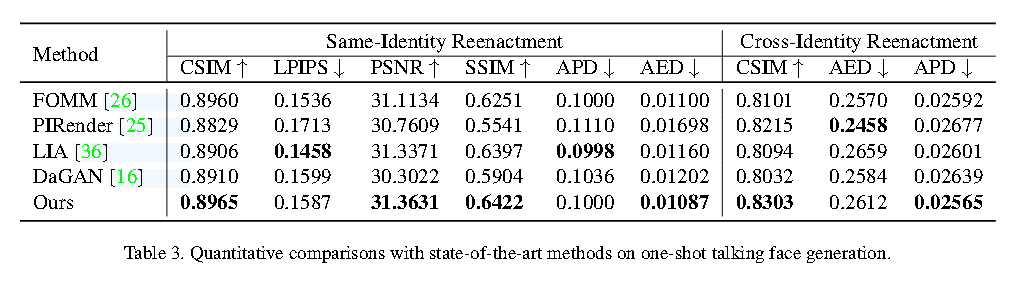 Method Same-Identity Reenactment Cross-Identity Reenactment
CSIM ↑ LPIPS ↓ PSNR ↑ SSIM ↑ APD ↓ AED ↓ CSIM ↑ AED ↓ APD ↓
FOMM [26] 0.8960 0.1536 31.1134 0.6251 0.1000 0.01100 0.8101 0.2570 0.02592
PIRender [25] 0.8829 0.1713 30.7609 0.5541 0.1110 0.01698 0.8215 0.2458 0.02677
LIA [36] 0.8906 0.1458 31.3371 0.6397 0.0998 0.01160 0.8094 0.2659 0.02601
DaGAN [16] 0.8910 0.1599 30.3022 0.5904 0.1036 0.01202 0.8032 0.2584 0.02639
Ours 0.8965 0.1587 31.3631 0.6422 0.1000 0.01087 0.8303 0.2612 0.02565
Table 3. Quantitative comparisons with state-of-the-art methods on one-shot talking face generation.